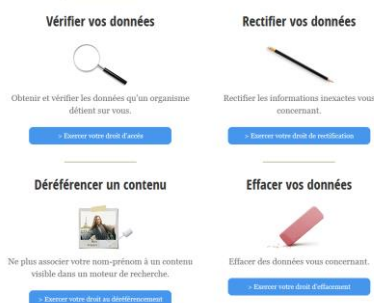 Vérifier vos données
Obtenir et vérifier les données qu'un organisme
détient sur vous.
> Exercer votre droit d'accès
Rectifier vos données
Rectifier les informations inexactes vous
concernant.
> Exercer votre droit de rectification
Déréférencer un contenu
Ne plus associer votre nom-prénom à un contenu
visible dans un moteur de recherche.
> Exercer votre droit au déréférencement
Effacer vos données
Effacer des données vous concernant.
> Exercer votre droit d'effacement